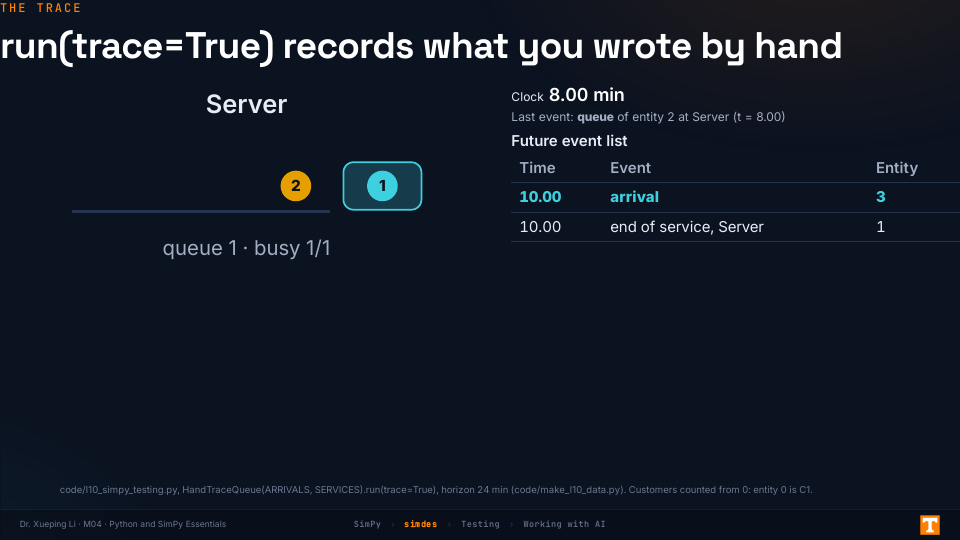 THE TRACE
run(trace=True) records what you wrote by hand
Server
2 1
queue 1 · busy 1/1
Clock 8.00 min
Last event: queue of entity 2 at Server (t = 8.00)
Future event list
Time Event Entity
10.00 arrival 3
10.00 end of service, Server 1
code/l10_simpy_testing.py, HandTraceQueue(ARRIVALS, SERVICES).run(trace=True), horizon 24 min (code/make_l10_data.py). Customers counted from 0: entity 0 is C1.
Dr. Xueping Li · M04 · Python and SimPy Essentials
SimPy › simdes › Testing › Working with AI
T